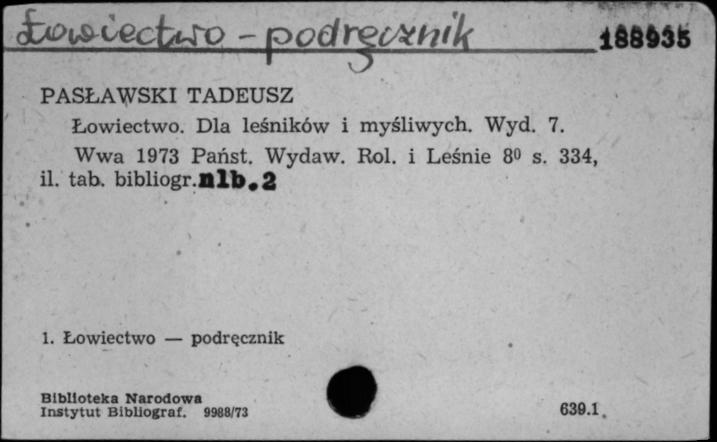 Łowiectwo - podręcznik
188935
PASŁAWSKI TADEUSZ
Łowiectwo. Dla leśników i myśliwych. Wyd. 7.
Wwa 1973 Państ. Wydaw. Rol. i Leśnie 8⁰ s. 334,
il. tab. bibliogr. nlb. 2
1. Łowiectwo — podręcznik
Biblioteka Narodowa
Instytut Bibliograf. 9988/73
639.1